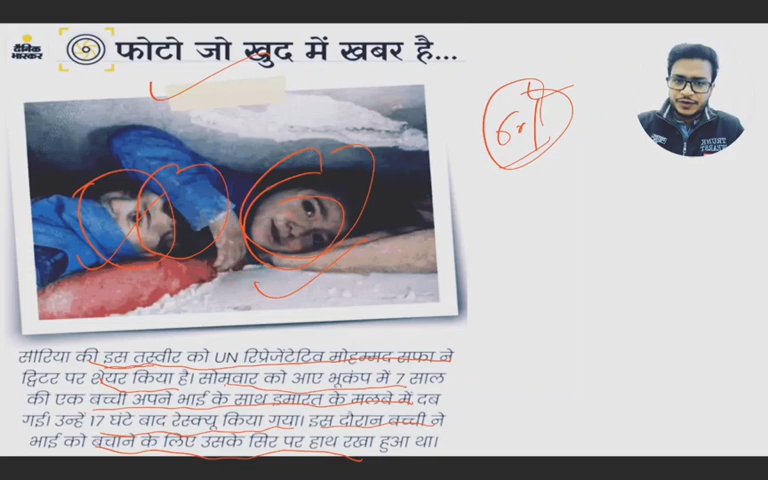 दैनिक
भास्कर
फोटो जो खुद में खबर है...
सीरिया की इस तस्वीर को UN रिप्रेजेंटेटिव मोहम्मद सफा ने
ट्विटर पर शेयर किया है। सोमवार को आए भूकंप में 7 साल
की एक बच्ची अपने भाई के साथ इमारत के मलबे में दब
गई। उन्हें 17 घंटे बाद रेस्क्यू किया गया। इस दौरान बच्ची ने
भाई को बचाने के लिए उसके सिर पर हाथ रखा हुआ था।